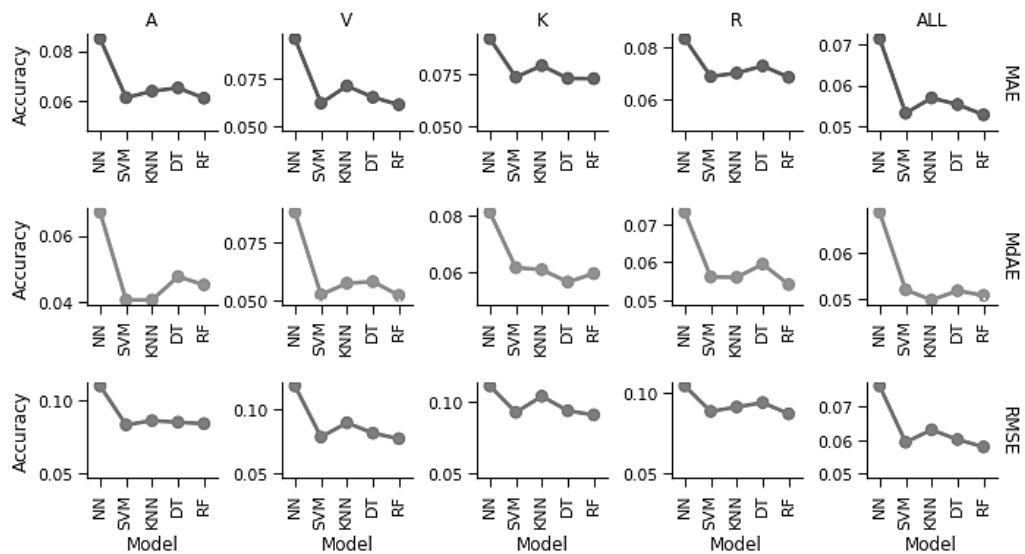 A V K R ALL
Accuracy 0.08 0.06 0.075 0.050 0.075 0.050 0.08 0.06 0.07 0.06 0.05 MAE
NN SVM KNN DT RF NN SVM KNN DT RF NN SVM KNN DT RF NN SVM KNN DT RF NN SVM KNN DT RF
Accuracy 0.06 0.04 0.075 0.050 0.08 0.06 0.07 0.06 0.05 0.06 0.05 MdAE
NN SVM KNN DT RF NN SVM KNN DT RF NN SVM KNN DT RF NN SVM KNN DT RF NN SVM KNN DT RF
Accuracy 0.10 0.05 0.10 0.05 0.10 0.05 0.10 0.05 0.07 0.06 0.05 RMSE
NN SVM KNN DT RF NN SVM KNN DT RF NN SVM KNN DT RF NN SVM KNN DT RF NN SVM KNN DT RF
Model Model Model Model Model